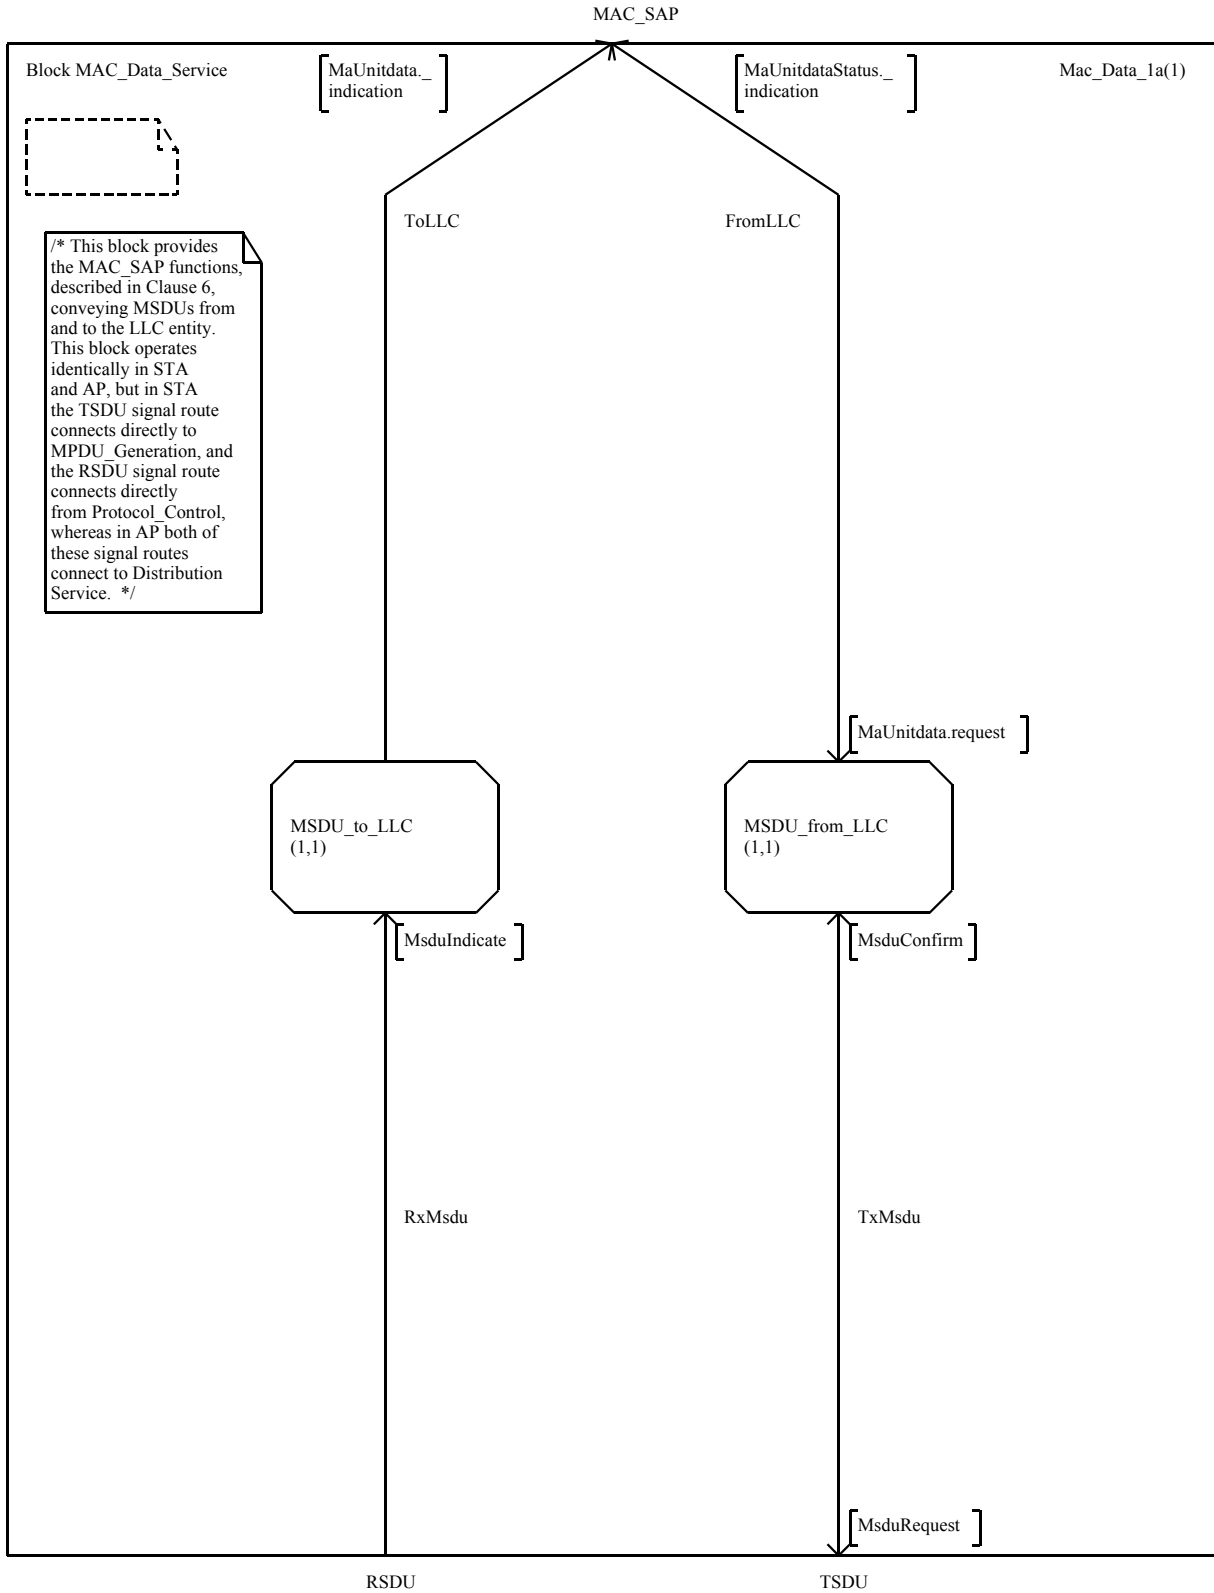 MAC_SAP
Block MAC_Data_Service
MaUnitdata._
indication
MaUnitdataStatus._
indication
Mac_Data_1a(1)
ToLLC
FromLLC
/* This block provides
the MAC_SAP functions,
described in Clause 6,
conveying MSDUs from
and to the LLC entity.
This block operates
identically in STA
and AP, but in STA
the TSDU signal route
connects directly to
MPDU_Generation, and
the RSDU signal route
connects directly
from Protocol_Control,
whereas in AP both of
these signal routes
connect to Distribution
Service.  */
MaUnitdata.request
MSDU_to_LLC
(1,1)
MSDU_from_LLC
(1,1)
MsduIndicate
MsduConfirm
RxMsdu
TxMsdu
MsduRequest
RSDU
TSDU